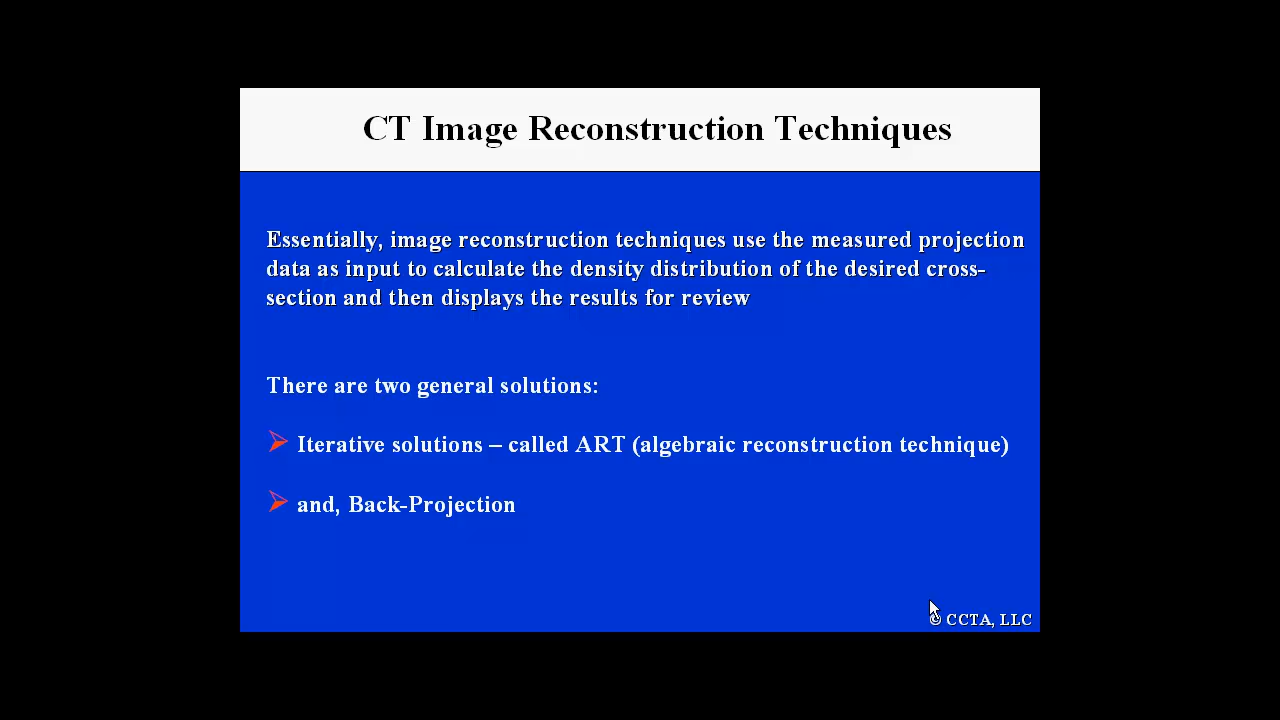 CT Image Reconstruction Techniques
Essentially, image reconstruction techniques use the measured projection
data as input to calculate the density distribution of the desired cross-
section and then displays the results for review
There are two general solutions:
Iterative solutions – called ART (algebraic reconstruction technique)
and, Back-Projection
© CCTA, LLC